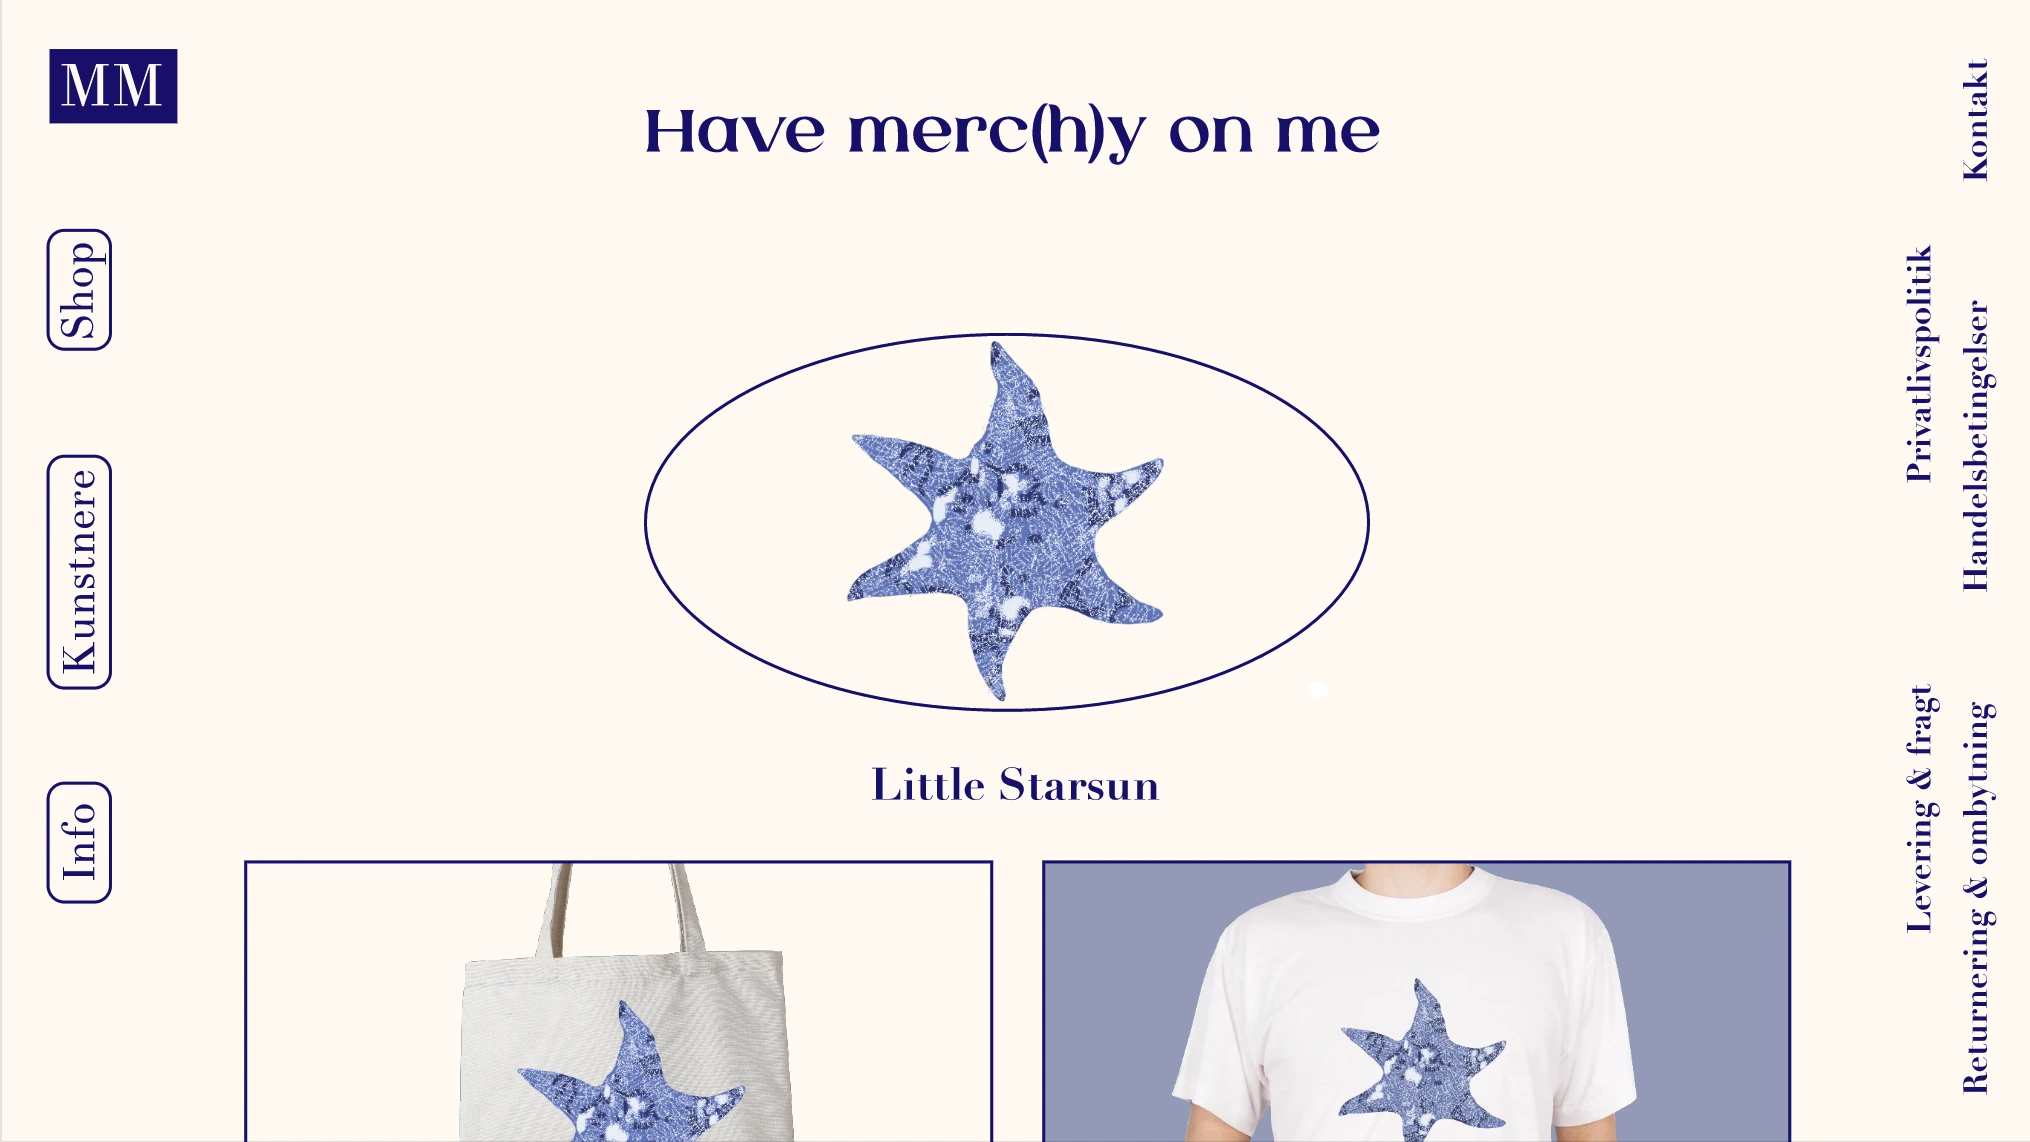 MM
Have merc(h)y on me
Shop
Kunstnere
Info
Little Starsun
Kontakt
Privatlivspolitik
Handelsbetingelser
Levering & fragt
Returnering & ombytning